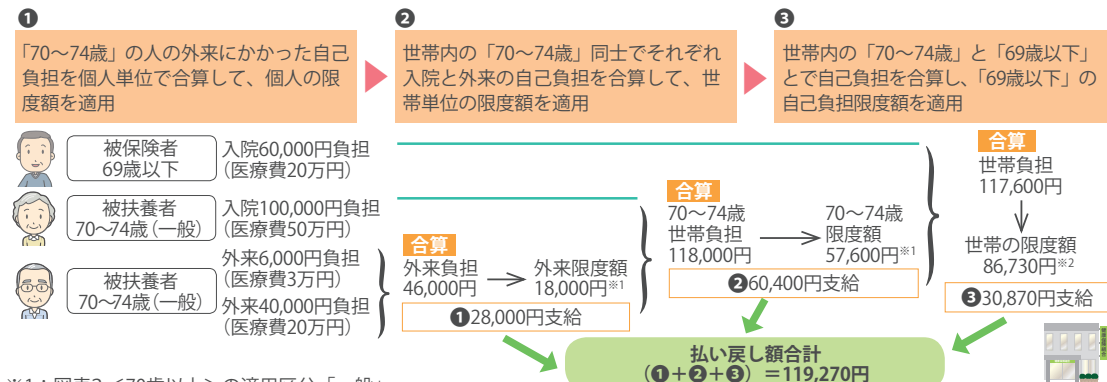 ❶
「70～74歳」の人の外来にかかった自己
負担を個人単位で合算して、個人の限
度額を適用
❷
世帯内の「70～74歳」同士でそれぞれ
入院と外来の自己負担を合算して、世
帯単位の限度額を適用
❸
世帯内の「70～74歳」と「69歳以下」
とで自己負担を合算し、「69歳以下」の
自己負担限度額を適用
被保険者
69歳以下
入院60,000円負担
（医療費20万円）
被扶養者
70～74歳（一般）
入院100,000円負担
（医療費50万円）
被扶養者
70～74歳（一般）
外来6,000円負担
（医療費3万円）
外来40,000円負担
（医療費20万円）
合算
外来負担
46,000円
外来限度額
18,000円※1
❶28,000円支給
合算
70～74歳
世帯負担
118,000円
70～74歳
限度額
57,600円※1
❷60,400円支給
合算
世帯負担
117,600円
世帯の限度額
86,730円※2
❸30,870円支給
払い戻し額合計
（❶＋❷＋❸）＝119,270円